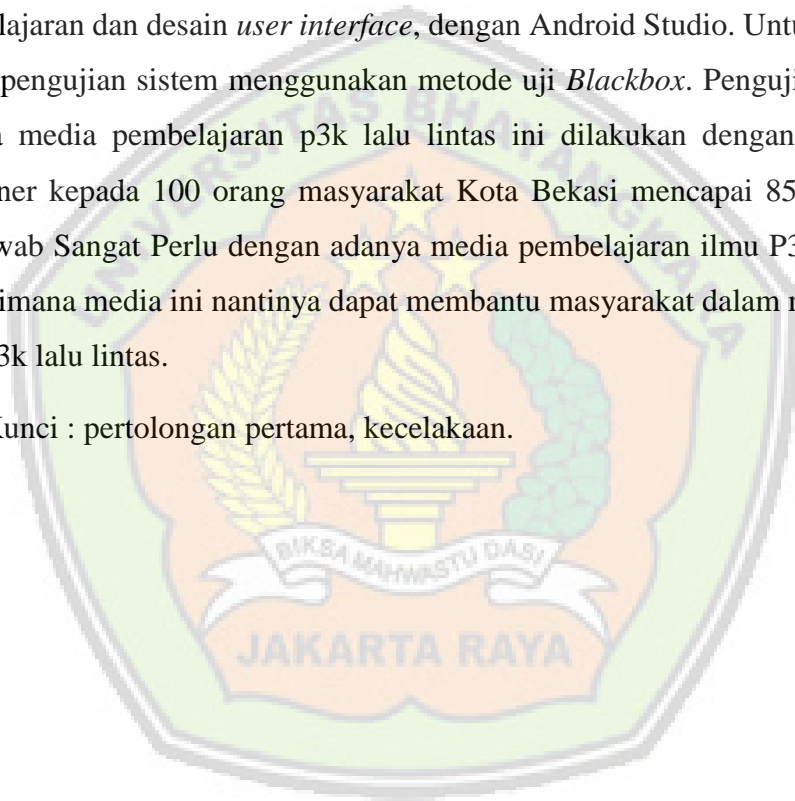 lajaran dan desain user interface, dengan Android Studio. Untu
pengujian sistem menggunakan metode uji Blackbox. Penguji
media pembelajaran p3k lalu lintas ini dilakukan dengan
ner kepada 100 orang masyarakat Kota Bekasi mencapai 85
wab Sangat Perlu dengan adanya media pembelajaran ilmu P3
imana media ini nantinya dapat membantu masyarakat dalam
3k lalu lintas.
Kunci : pertolongan pertama, kecelakaan.
UNIVERSITAS BHAYANGKARA
BIKSA MAHWASTU DASI
JAKARTA RAYA